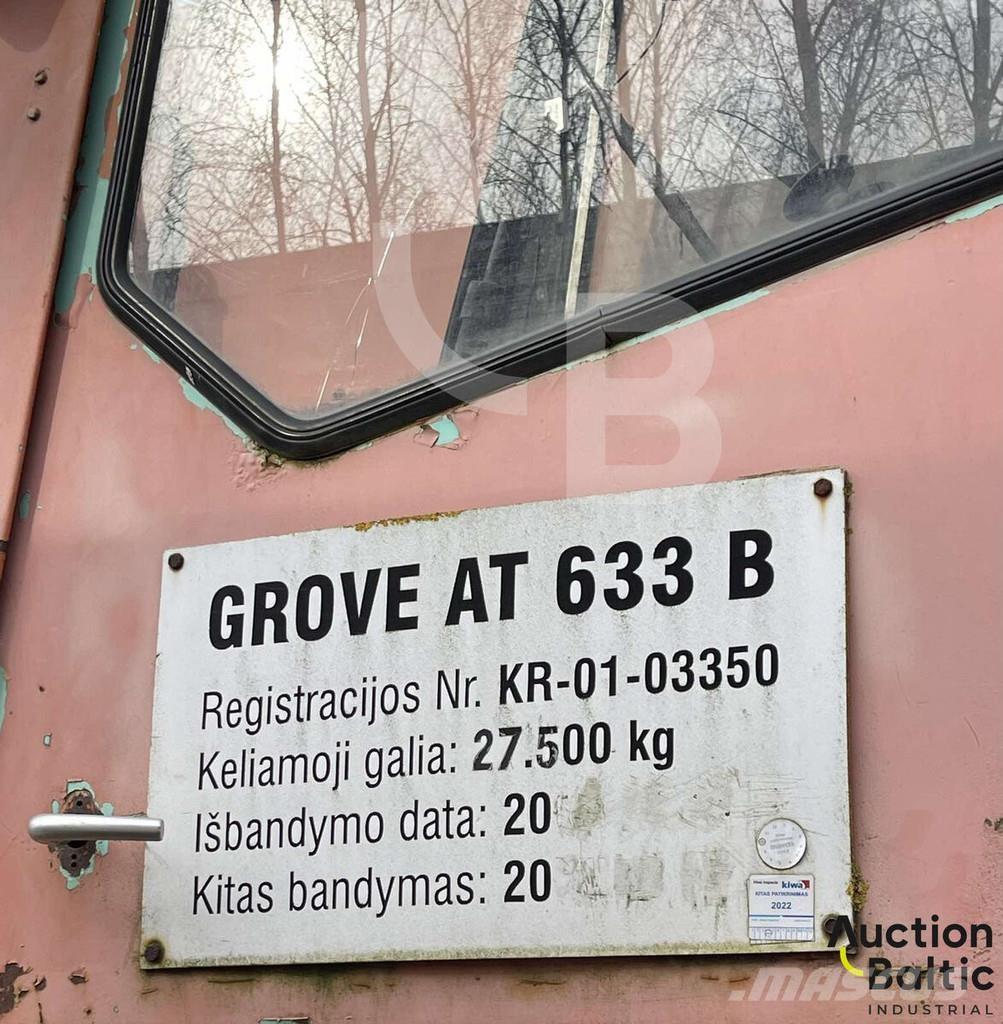 GROVE AT 633 B
Registracijos Nr. KR-01-03350
Keliamoji galia: 27.500 kg
Išbandymo data: 20
Kitas bandymas: 20
kiwa
KITAS PATIKRINIMAS
2022
B
Auction
Baltic
INDUSTRIAL